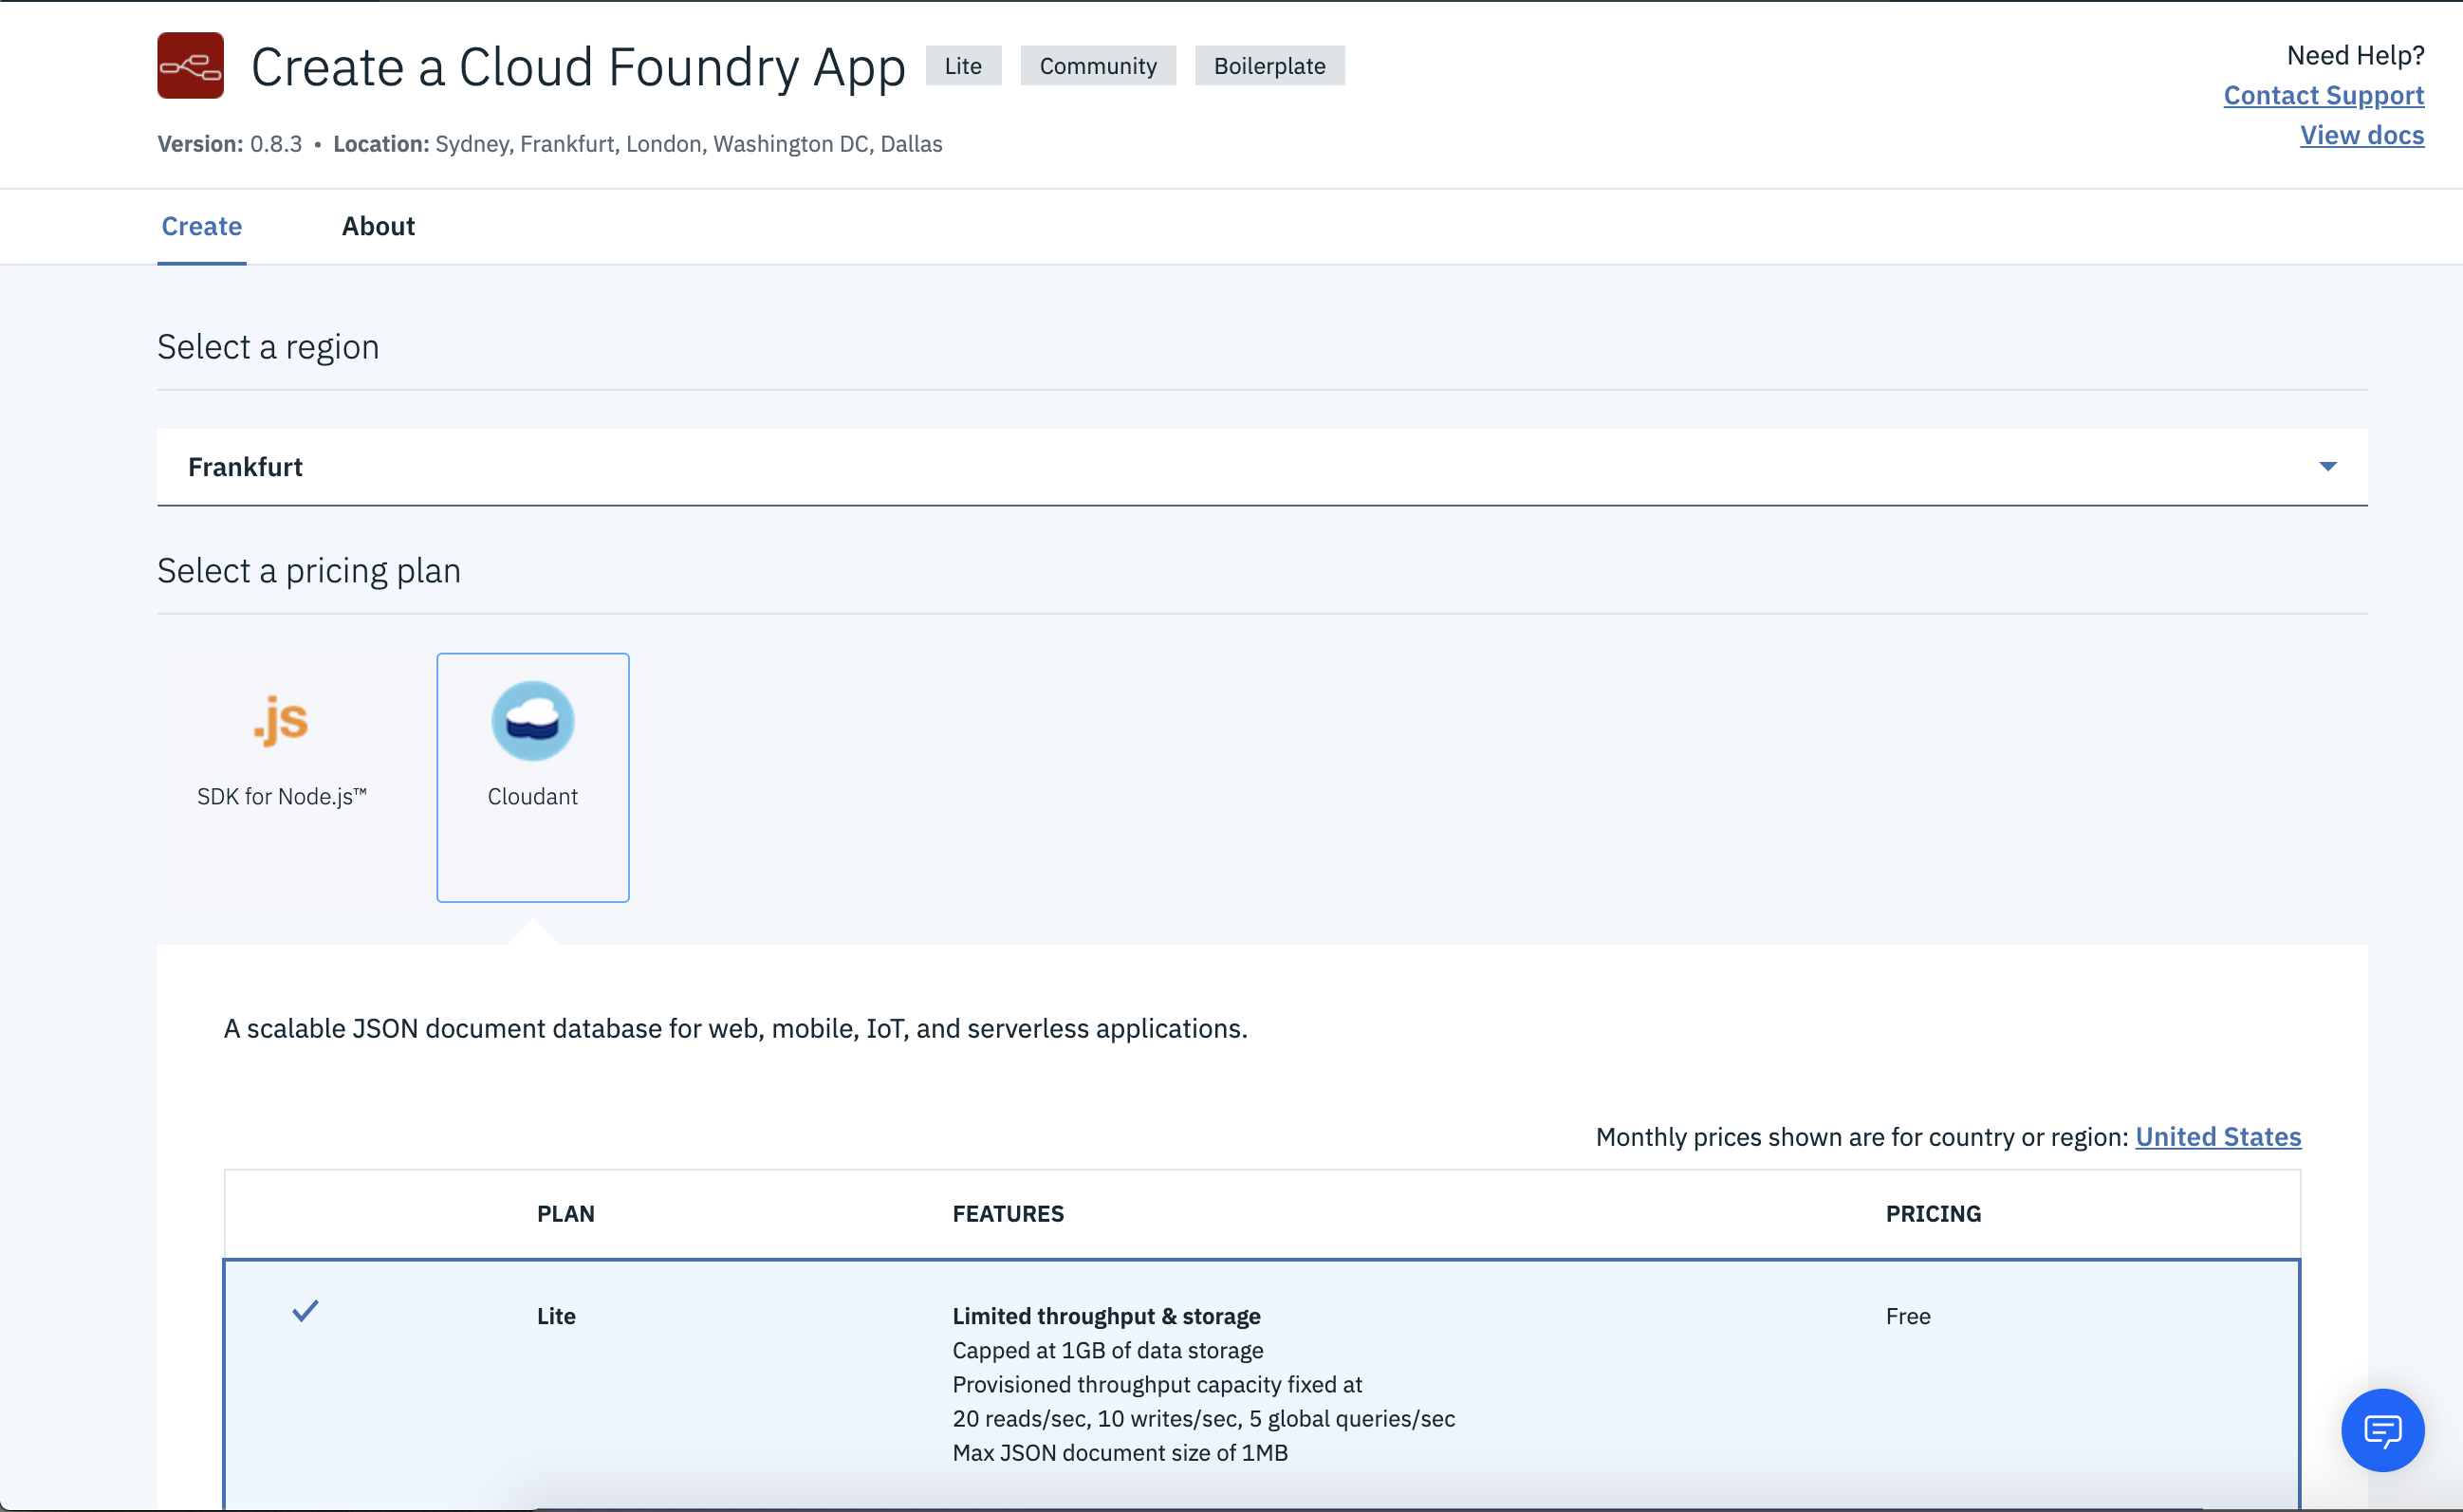 Create a Cloud Foundry App Lite Community Boilerplate
Need Help?
Contact Support
View docs
Version: 0.8.3 • Location: Sydney, Frankfurt, London, Washington DC, Dallas
Create About
Select a region
Frankfurt
Select a pricing plan
.js
SDK for Node.js™ Cloudant
A scalable JSON document database for web, mobile, IoT, and serverless applications.
Monthly prices shown are for country or region: United States
PLAN FEATURES PRICING
Lite Limited throughput & storage Free
Capped at 1GB of data storage
Provisioned throughput capacity fixed at
20 reads/sec, 10 writes/sec, 5 global queries/sec
Max JSON document size of 1MB